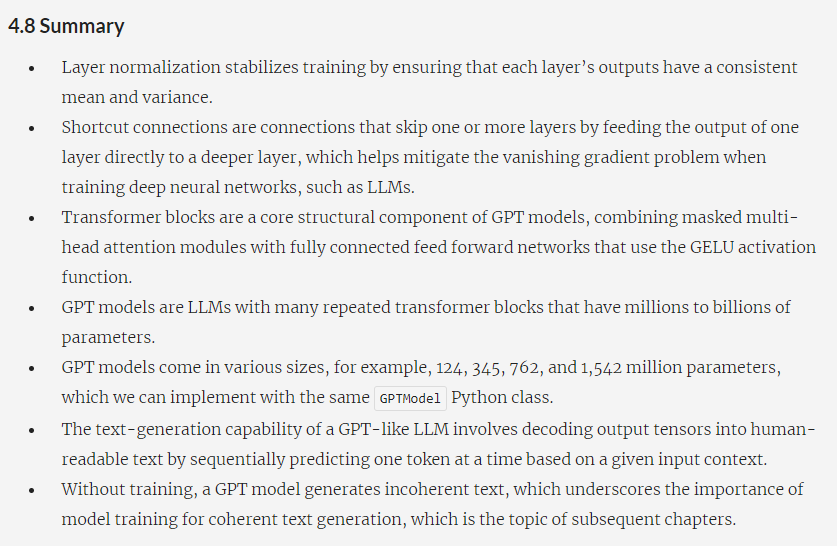 4.8 Summary
• Layer normalization stabilizes training by ensuring that each layer’s outputs have a consistent
mean and variance.
• Shortcut connections are connections that skip one or more layers by feeding the output of one
layer directly to a deeper layer, which helps mitigate the vanishing gradient problem when
training deep neural networks, such as LLMs.
• Transformer blocks are a core structural component of GPT models, combining masked multi-
head attention modules with fully connected feed forward networks that use the GELU activation
function.
• GPT models are LLMs with many repeated transformer blocks that have millions to billions of
parameters.
• GPT models come in various sizes, for example, 124, 345, 762, and 1,542 million parameters,
which we can implement with the same GPTModel Python class.
• The text-generation capability of a GPT-like LLM involves decoding output tensors into human-
readable text by sequentially predicting one token at a time based on a given input context.
• Without training, a GPT model generates incoherent text, which underscores the importance of
model training for coherent text generation, which is the topic of subsequent chapters.